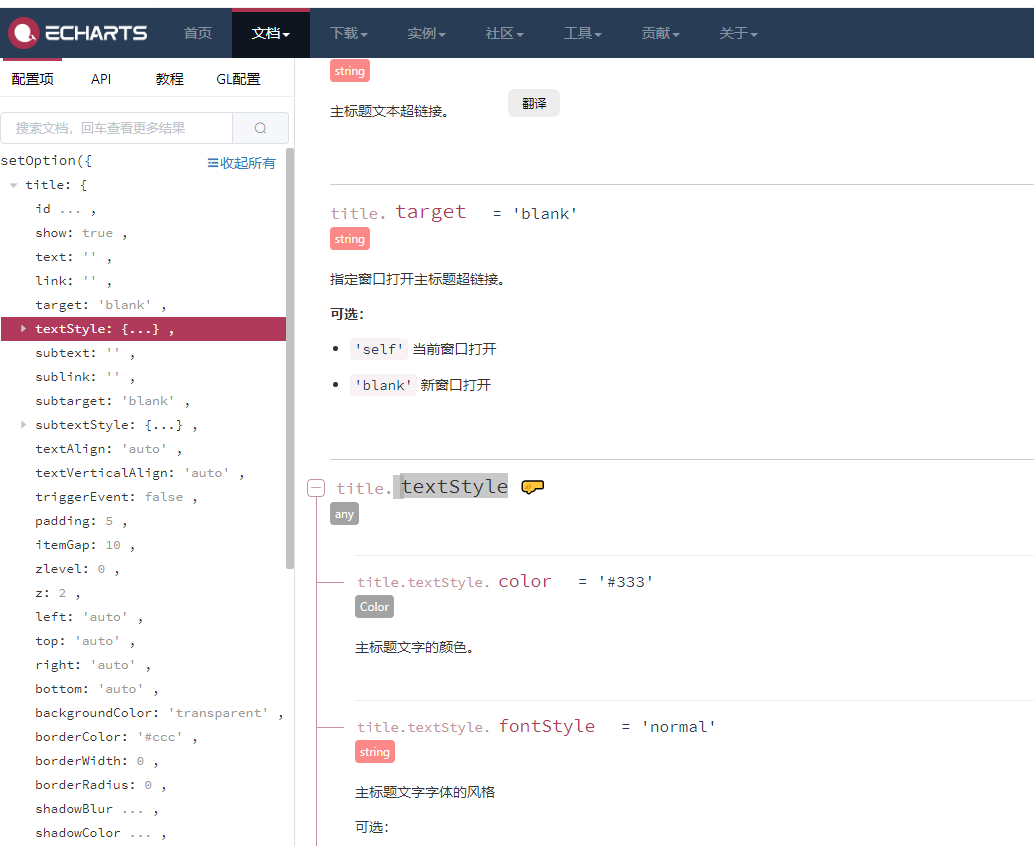 ECHARTS 首页 文档 下载 实例 社区 工具 贡献 关于
配置项 API 教程 GL配置
搜索文档，回车查看更多结果
setOption({ 收起所有
title: {
id ... ,
show: true ,
text: '' ,
link: '' ,
target: 'blank' ,
textStyle: {...} ,
subtext: '' ,
sublink: '' ,
subtarget: 'blank' ,
subtextStyle: {...} ,
textAlign: 'auto' ,
textVerticalAlign: 'auto' ,
triggerEvent: false ,
padding: 5 ,
itemGap: 10 ,
zlevel: 0 ,
z: 2 ,
left: 'auto' ,
top: 'auto' ,
right: 'auto' ,
bottom: 'auto' ,
backgroundColor: 'transparent' ,
borderColor: '#ccc' ,
borderWidth: 0 ,
borderRadius: 0 ,
shadowBlur ... ,
shadowColor ... ,
string
主标题文本超链接。
翻译
title. target = 'blank'
string
指定窗口打开主标题超链接。
可选：
'self' 当前窗口打开
'blank' 新窗口打开
title. textStyle
any
title.textStyle. color = '#333'
Color
主标题文字的颜色。
title.textStyle. fontStyle = 'normal'
string
主标题文字字体的风格
可选：